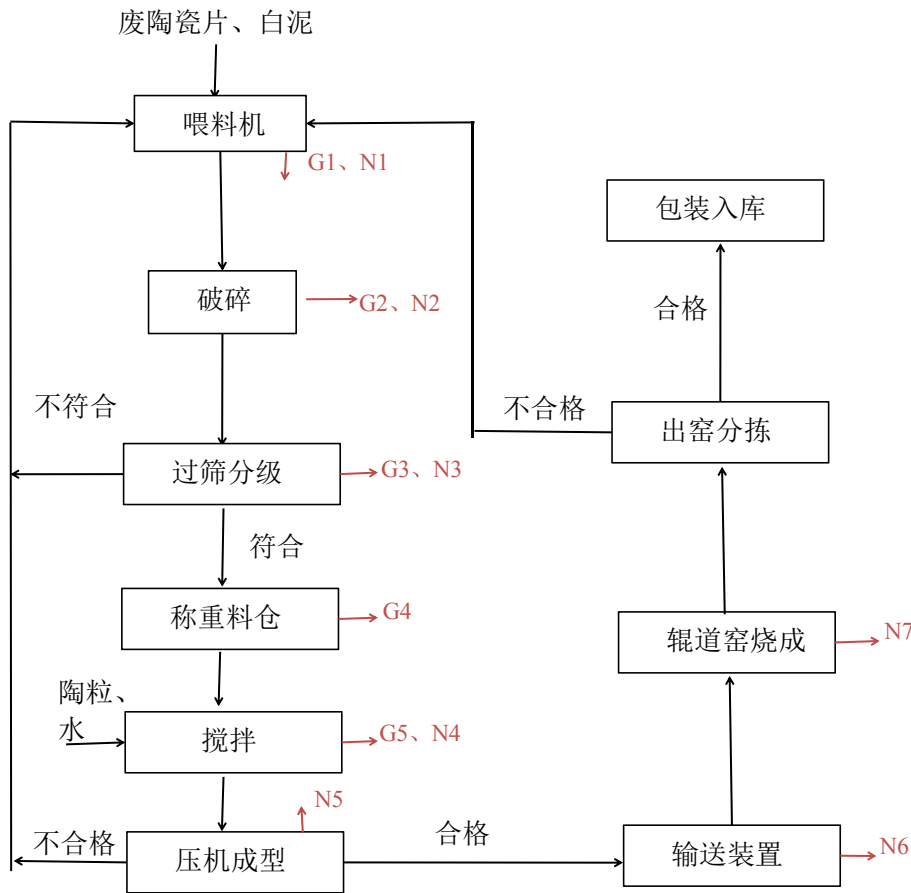 废陶瓷片、白泥
喂料机
G1、N1
包装入库
破碎
G2、N2
合格
不符合
不合格
出窑分拣
过筛分级
G3、N3
符合
称重料仓
G4
辊道窑烧成
N7
陶粒、
水
搅拌
G5、N4
N5
不合格
压机成型
合格
输送装置
N6